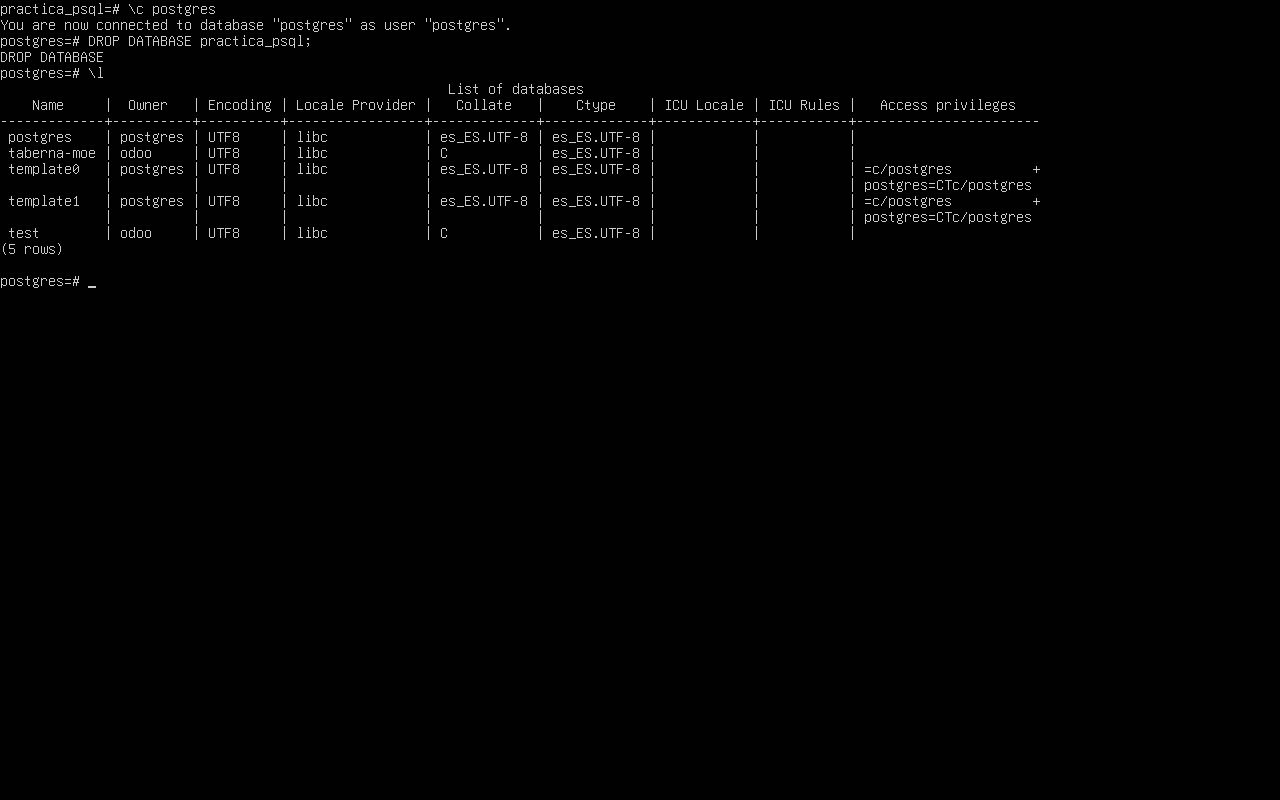 practica_psql=# \c postgres
You are now connected to database "postgres" as user "postgres".
postgres=# DROP DATABASE practica_psql;
DROP DATABASE
postgres=# \l
                                                        List of databases
    Name     |  Owner   | Encoding | Locale Provider |   Collate   |    Ctype    | ICU Locale | ICU Rules |   Access privileges
-------------+----------+----------+-----------------+-------------+-------------+------------+-----------+-----------------------
 postgres    | postgres | UTF8     | libc            | es_ES.UTF-8 | es_ES.UTF-8 |            |           |
 taberna-moe | odoo     | UTF8     | libc            | C           | es_ES.UTF-8 |            |           |
 template0   | postgres | UTF8     | libc            | es_ES.UTF-8 | es_ES.UTF-8 |            |           | =c/postgres          +
             |          |          |                 |             |             |            |           | postgres=CTc/postgres
 template1   | postgres | UTF8     | libc            | es_ES.UTF-8 | es_ES.UTF-8 |            |           | =c/postgres          +
             |          |          |                 |             |             |            |           | postgres=CTc/postgres
 test        | odoo     | UTF8     | libc            | C           | es_ES.UTF-8 |            |           |
(5 rows)
postgres=# _